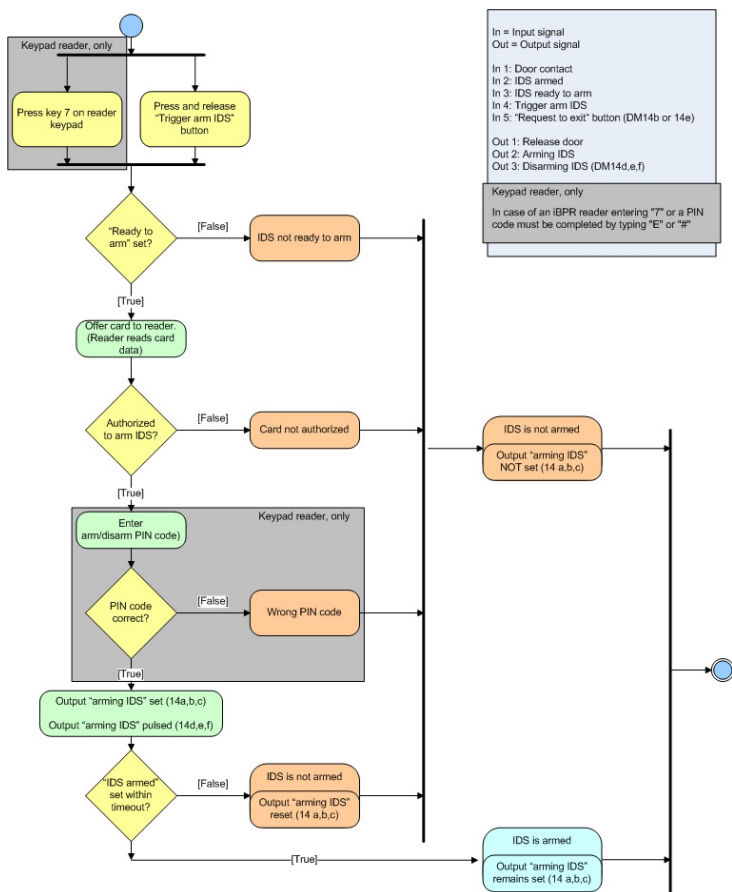 Keypad reader, only
Press key 7 on reader
keypad
Press and release
“Trigger arm IDS”
button
In = Input signal
Out = Output signal
In 1: Door contact
In 2: IDS armed
In 3: IDS ready to arm
In 4: Trigger arm IDS
In 5: “Request to exit“ button (DM14b or 14e)
Out 1: Release door
Out 2: Arming IDS
Out 3: Disarming IDS (DM14d,e,f)
Keypad reader, only
In case of an iBPR reader entering "7" or a PIN
code must be completed by typing "E" or "#"
“Ready to
arm” set?
[False]
IDS not ready to arm
[True]
Offer card to reader.
(Reader reads card
data)
Authorized
to arm IDS?
[False]
Card not authorized
[True]
IDS is not armed
Output “arming IDS”
NOT set (14 a,b,c)
Keypad reader, only
Enter
arm/disarm PIN code)
PIN code
correct?
[False]
Wrong PIN code
[True]
Output “arming IDS” set (14a,b,c)
Output “arming IDS” pulsed (14d,e,f)
“IDS armed”
set within
timeout?
[False]
IDS is not armed
Output “arming IDS”
reset (14 a,b,c)
[True]
IDS is armed
Output “arming IDS”
remains set (14 a,b,c)